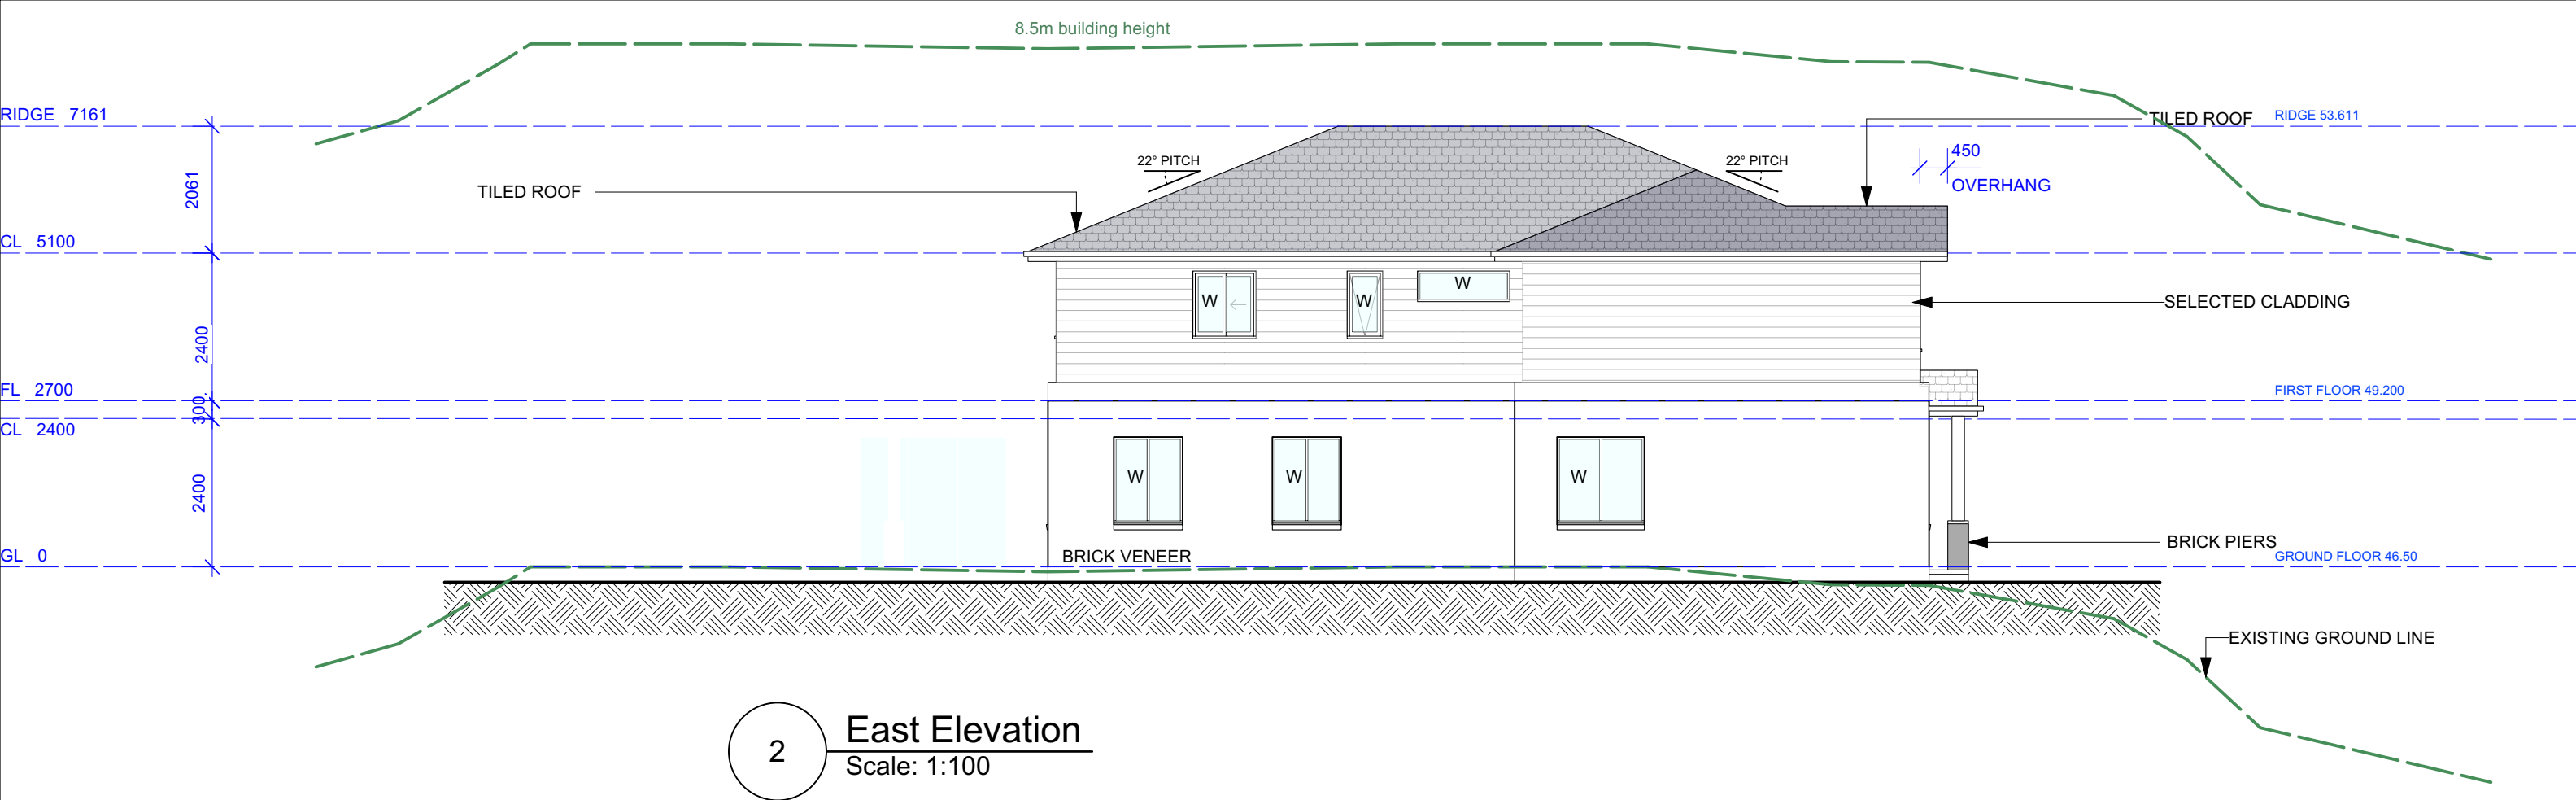 8.5m building height
RIDGE 7161
TILED ROOF
RIDGE 53.611
450
OVERHANG
22° PITCH
22° PITCH
2061
TILED ROOF
CL 5100
W
W
W
SELECTED CLADDING
2400
FL 2700
FIRST FLOOR 49.200
300
CL 2400
2400
W
W
W
BRICK VENEER
BRICK PIERS
GL 0
GROUND FLOOR 46.50
EXISTING GROUND LINE
2
East Elevation
Scale: 1:100